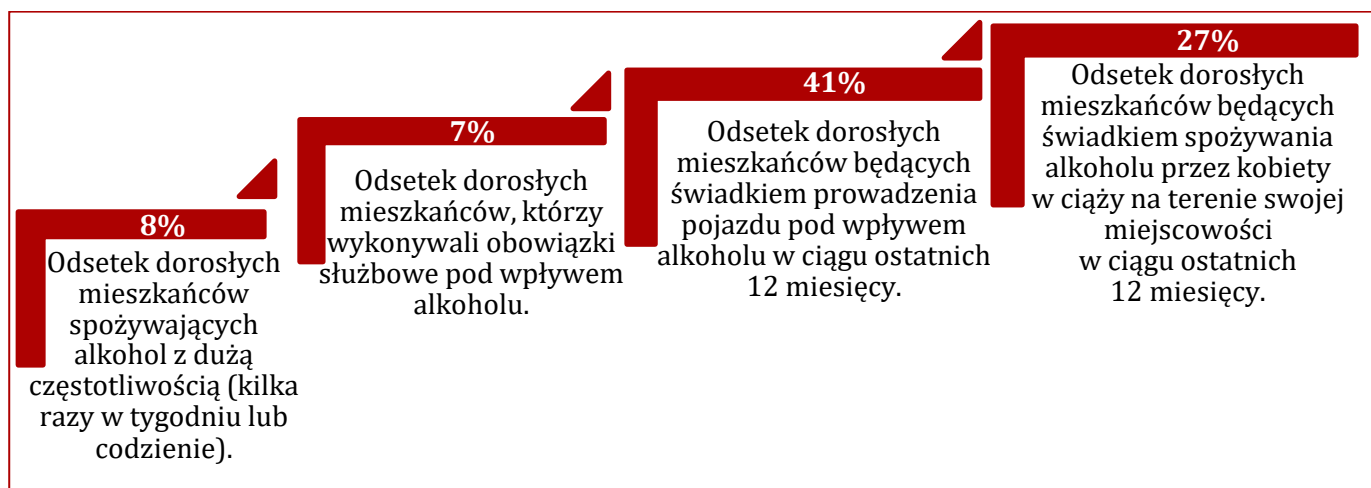 8%
Odsetek dorosłych
mieszkańców
spożywających
alkohol z dużą
częstotliwością (kilka
razy w tygodniu lub
codzienie).
7%
Odsetek dorosłych
mieszkańców, którzy
wykonywali obowiązki
służbowe pod wpływem
alkoholu.
41%
Odsetek dorosłych
mieszkańców będących
świadkiem prowadzenia
pojazdu pod wpływem
alkoholu w ciągu ostatnich
12 miesięcy.
27%
Odsetek dorosłych
mieszkańców będących
świadkiem spożywania
alkoholu przez kobiety
w ciąży na terenie swojej
miejscowości
w ciągu ostatnich
12 miesięcy.